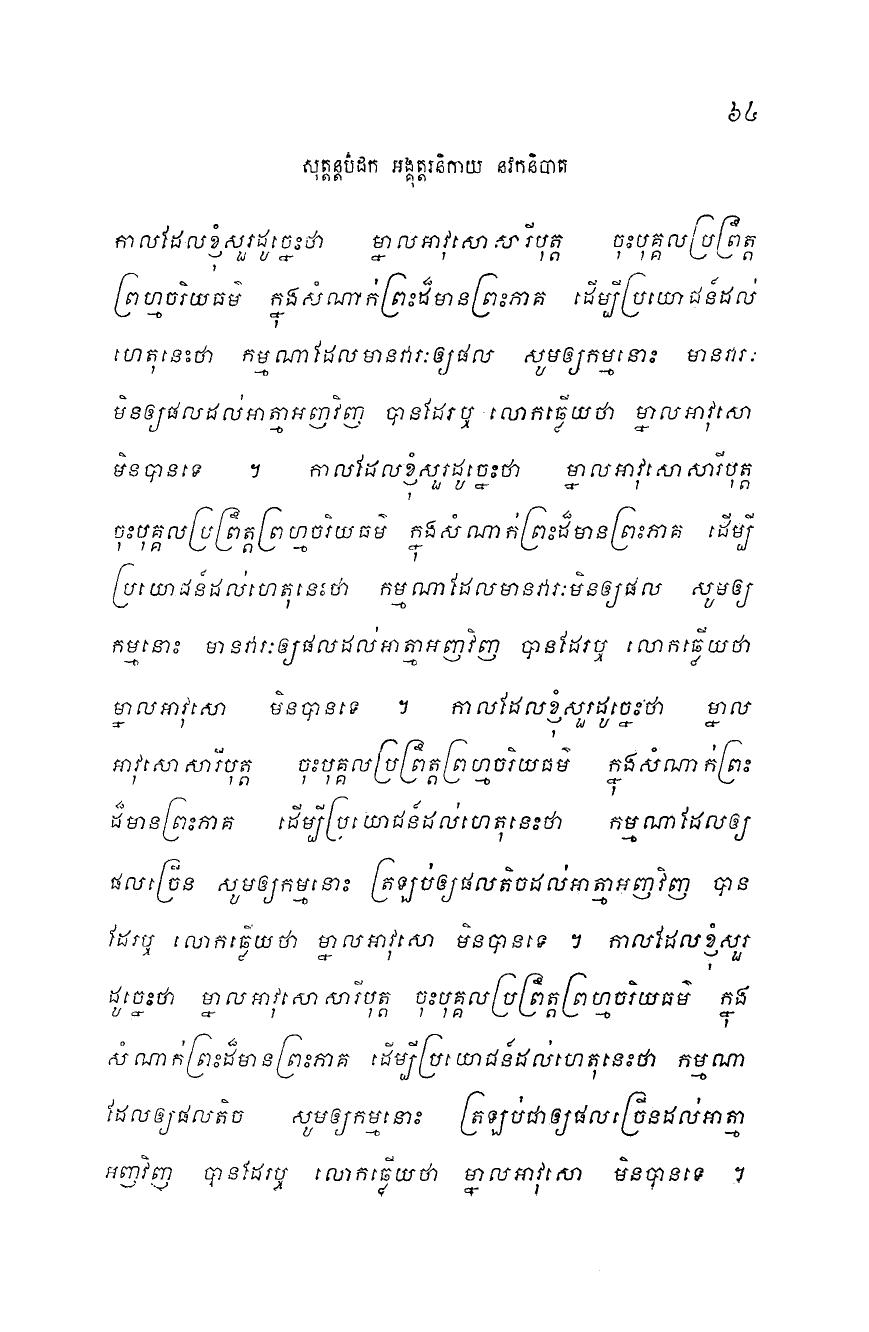 ៦៤
សុត្តន្តបិដក អង្គុត្តរនិកាយ នវកនិបាត
កាលដែលខ្ញុំសួរដូច្នេះថា ម្នាលអាវុសោសារីបុត្ត ចុះបុគ្គលប្រព្រឹត្ត
ព្រហ្មចរិយធម៌ ក្នុងសំណាក់ព្រះដ៏មានព្រះភាគ ដើម្បីប្រយោជន៍ដល់
ហេតុនេះថា កម្មណាដែលមានវារៈឲ្យផល សូមឲ្យកម្មនោះ មានវារៈ
មិនឲ្យផលដល់អាត្មាអញវិញ បានដែរឬ លោកធ្លើយថា ម្នាលអាវុសោ
មិនបានទេ ។ កាលដែលខ្ញុំសួរដូច្នេះថា ម្នាលអាវុសោសារីបុត្ត
ចុះបុគ្គលប្រព្រឹត្តព្រហ្មចរិយធម៌ ក្នុងសំណាក់ព្រះដ៏មានព្រះភាគ ដើម្បី
ប្រយោជន៍ដល់ហេតុនេះថា កម្មណាដែលមានវារៈមិនឲ្យផល សូមឲ្យ
កម្មនោះ មានវារៈឲ្យផលដល់អាត្មាអញវិញ បានដែរឬ លោកធ្លើយថា
ម្នាលអាវុសោ មិនបានទេ ។ កាលដែលខ្ញុំសួរដូច្នេះថា ម្នាល
អាវុសោសារីបុត្ត ចុះបុគ្គលប្រព្រឹត្តព្រហ្មចរិយធម៌ ក្នុងសំណាក់ព្រះ
ដ៏មានព្រះភាគ ដើម្បីប្រយោជន៍ដល់ហេតុនេះថា កម្មណាដែលឲ្យ
ផលច្រើន សូមឲ្យកម្មនោះ ត្រឡប់ឲ្យផលតិចដល់អាត្មាអញវិញ បាន
ដែរឬ លោកធ្លើយថា ម្នាលអាវុសោ មិនបានទេ ។ កាលដែលខ្ញុំសួរ
ដូច្នេះថា ម្នាលអាវុសោសារីបុត្ត ចុះបុគ្គលប្រព្រឹត្តព្រហ្មចរិយធម៌ ក្នុង
សំណាក់ព្រះដ៏មានព្រះភាគ ដើម្បីប្រយោជន៍ដល់ហេតុនេះថា កម្មណា
ដែលឲ្យផលតិច សូមឲ្យកម្មនោះ ត្រឡប់ជាឲ្យផលច្រើនដល់អាត្មា
អញវិញ បានដែរឬ លោកធ្លើយថា ម្នាលអាវុសោ មិនបានទេ ។